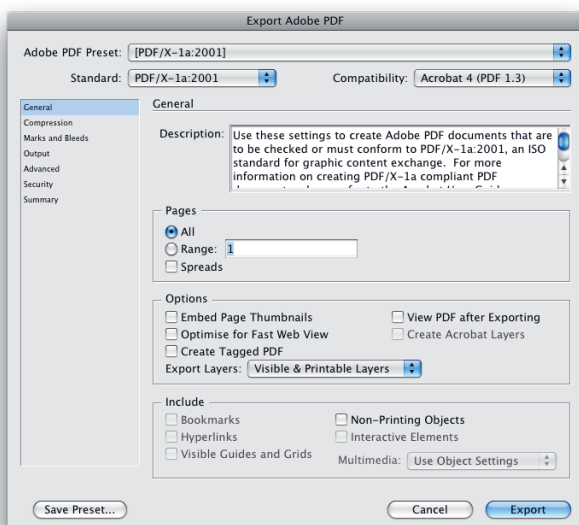 Export Adobe PDF
Adobe PDF Preset: [PDF/X-1a:2001]
Standard: PDF/X-1a:2001 Compatibility: Acrobat 4 (PDF 1.3)
General
Compression
Marks and Bleeds
Output
Advanced
Security
Summary
General
Description: Use these settings to create Adobe PDF documents that are
to be checked or must conform to PDF/X-1a:2001, an ISO
standard for graphic content exchange. For more
information on creating PDF/X-1a compliant PDF
Pages
All
Range: 1
Spreads
Options
Embed Page Thumbnails View PDF after Exporting
Optimise for Fast Web View Create Acrobat Layers
Create Tagged PDF
Export Layers: Visible & Printable Layers
Include
Bookmarks Non-Printing Objects
Hyperlinks Interactive Elements
Visible Guides and Grids Multimedia: Use Object Settings
Save Preset... Cancel Export